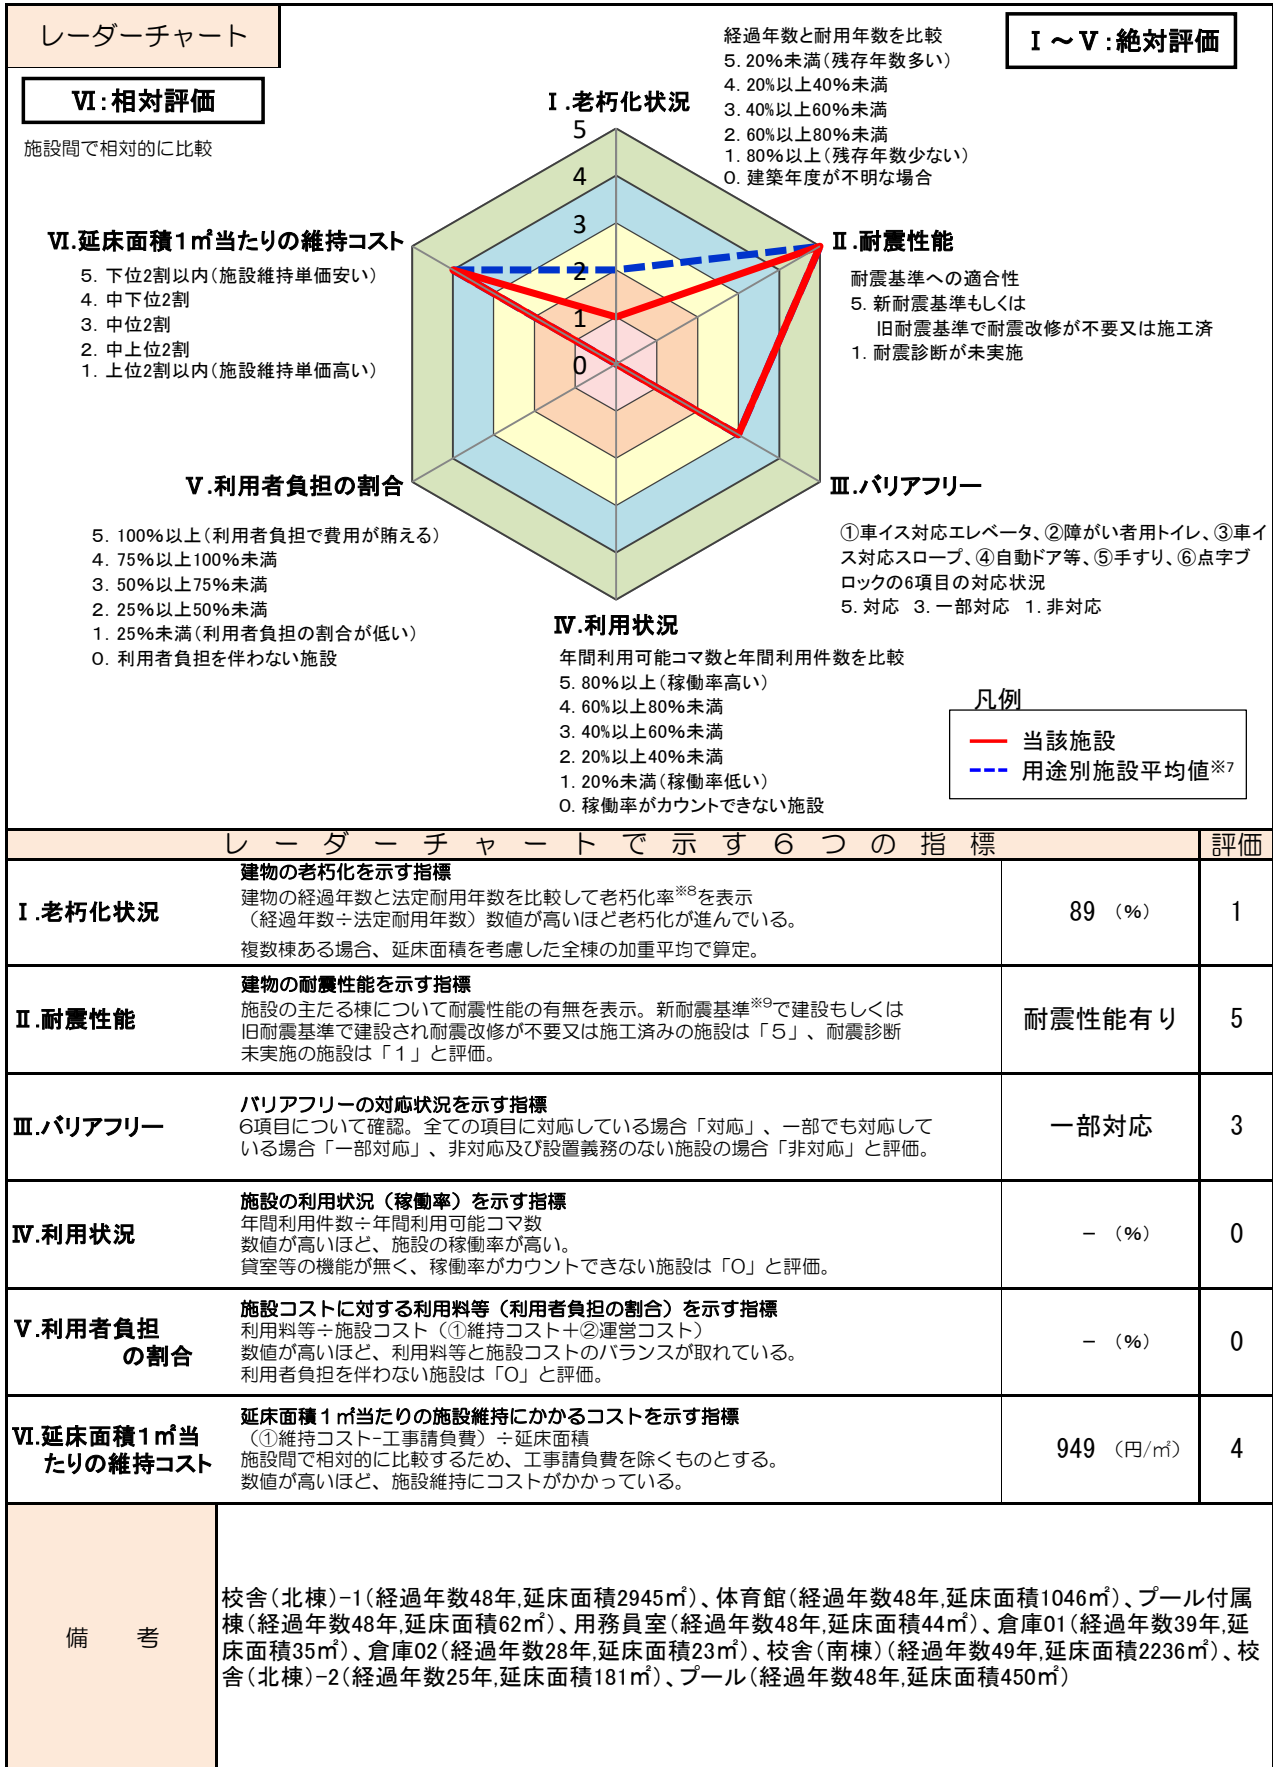 レーダーチャート
Ⅰ～Ⅴ：絶対評価
Ⅵ：相対評価
施設間で相対的に比較
経過年数と耐用年数を比較
5. 20%未満（残存年数多い）
4. 20%以上40%未満
3. 40%以上60%未満
2. 60%以上80%未満
1. 80%以上（残存年数少ない）
0. 建築年度が不明な場合
Ⅰ.老朽化状況
5
4
3
2
1
0
Ⅵ.延床面積1㎡当たりの維持コスト
5. 下位2割以内（施設維持単価安い）
4. 中下位2割
3. 中位2割
2. 中上位2割
1. 上位2割以内（施設維持単価高い）
Ⅱ.耐震性能
耐震基準への適合性
5. 新耐震基準もしくは
旧耐震基準で耐震改修が不要又は施工済
1. 耐震診断が未実施
Ⅴ.利用者負担の割合
5. 100%以上（利用者負担で費用が賄える）
4. 75%以上100%未満
3. 50%以上75%未満
2. 25%以上50%未満
1. 25%未満（利用者負担の割合が低い）
0. 利用者負担を伴わない施設
Ⅲ.バリアフリー
①車イス対応エレベータ、②障がい者用トイレ、③車イ
ス対応スロープ、④自動ドア等、⑤手すり、⑥点字ブ
ロックの6項目の対応状況
5. 対応 3. 一部対応 1. 非対応
Ⅳ.利用状況
年間利用可能コマ数と年間利用件数を比較
5. 80%以上（稼働率高い）
4. 60%以上80%未満
3. 40%以上60%未満
2. 20%以上40%未満
1. 20%未満（稼働率低い）
0. 稼働率がカウントできない施設
凡例
当該施設
用途別施設平均値※7
レーダーチャートで示す6つの指標 評価
Ⅰ.老朽化状況
建物の老朽化を示す指標
建物の経過年数と法定耐用年数を比較して老朽化率※8を表示
（経過年数÷法定耐用年数）数値が高いほど老朽化が進んでいる。
複数棟ある場合、延床面積を考慮した全棟の加重平均で算定。
89 （%） 1
Ⅱ.耐震性能
建物の耐震性能を示す指標
施設の主たる棟について耐震性能の有無を表示。新耐震基準※9で建設もしくは
旧耐震基準で建設され耐震改修が不要又は施工済みの施設は「5」、耐震診断
未実施の施設は「1」と評価。
耐震性能有り 5
Ⅲ.バリアフリー
バリアフリーの対応状況を示す指標
6項目について確認。全ての項目に対応している場合「対応」、一部でも対応して
いる場合「一部対応」、非対応及び設置義務のない施設の場合「非対応」と評価。
一部対応 3
Ⅳ.利用状況
施設の利用状況（稼働率）を示す指標
年間利用件数÷年間利用可能コマ数
数値が高いほど、施設の稼働率が高い。
貸室等の機能が無く、稼働率がカウントできない施設は「0」と評価。
－ （%） 0
Ⅴ.利用者負担
の割合
施設コストに対する利用料等（利用者負担の割合）を示す指標
利用料等÷施設コスト（①維持コスト＋②運営コスト）
数値が高いほど、利用料等と施設コストのバランスが取れている。
利用者負担を伴わない施設は「0」と評価。
－ （%） 0
Ⅵ.延床面積1㎡当
たりの維持コスト
延床面積1㎡当たりの施設維持にかかるコストを示す指標
（①維持コスト-工事請負費）÷延床面積
施設間で相対的に比較するため、工事請負費を除くものとする。
数値が高いほど、施設維持にコストがかかっている。
949 （円/㎡） 4
備 考
校舎（北棟）-1（経過年数48年,延床面積2945㎡）、体育館（経過年数48年,延床面積1046㎡）、プール付属
棟（経過年数48年,延床面積62㎡）、用務員室（経過年数48年,延床面積44㎡）、倉庫01（経過年数39年,延
床面積35㎡）、倉庫02（経過年数28年,延床面積23㎡）、校舎（南棟）（経過年数49年,延床面積2236㎡）、校
舎（北棟）-2（経過年数25年,延床面積181㎡）、プール（経過年数48年,延床面積450㎡）